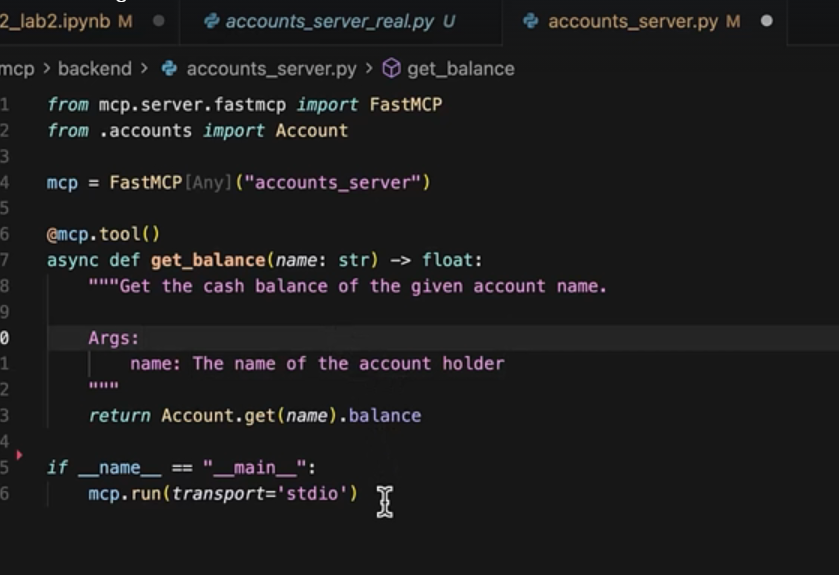 2_lab2.ipynb M
accounts_server_real.py U
accounts_server.py M
mcp > backend > accounts_server.py > get_balance
1 from mcp.server.fastmcp import FastMCP
2 from .accounts import Account
3
4 mcp = FastMCP[Any]("accounts_server")
5
6 @mcp.tool()
7 async def get_balance(name: str) -> float:
8 """Get the cash balance of the given account name.
9
0 Args:
1 name: The name of the account holder
2 """
3 return Account.get(name).balance
4
5 if __name__ == "__main__":
6 mcp.run(transport='stdio')